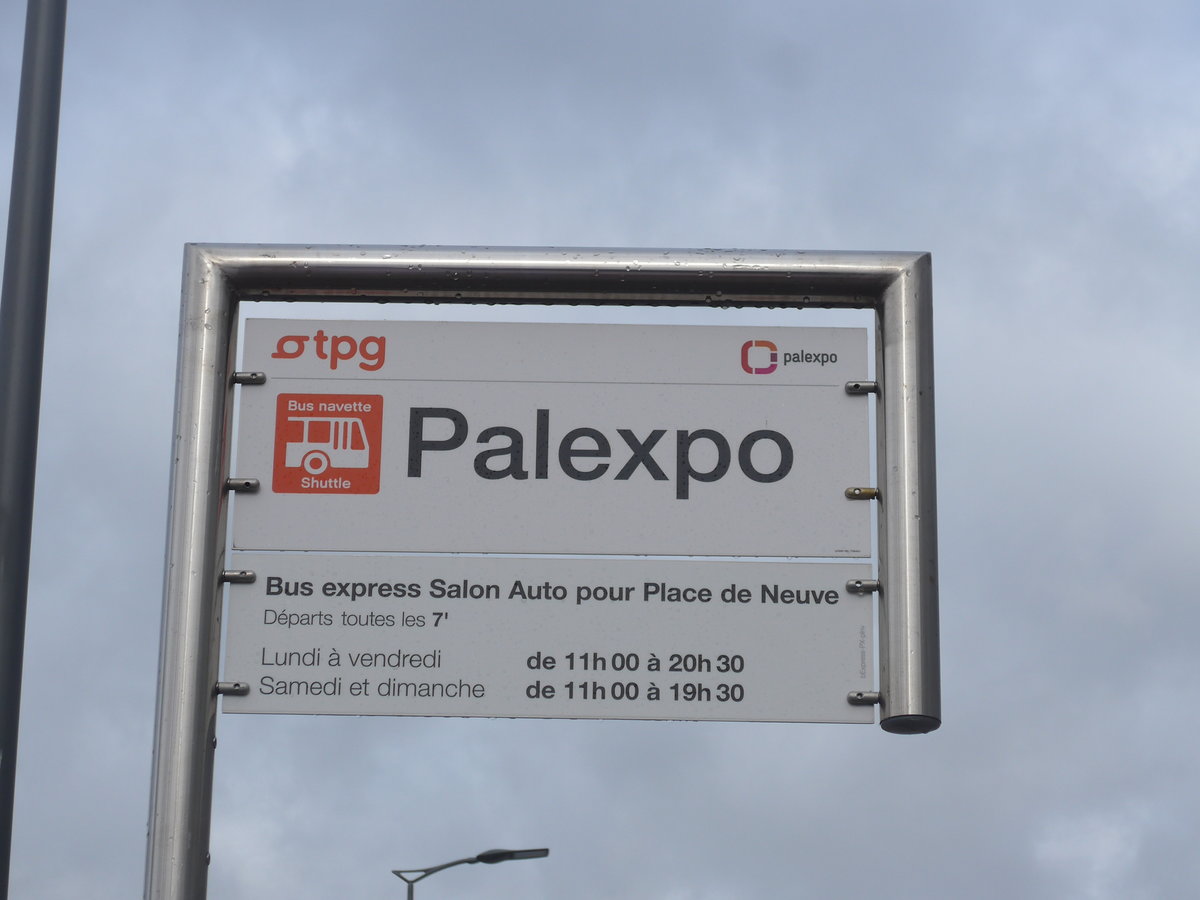 tpg
palexpo
Bus navette
Shuttle
Palexpo
Bus express Salon Auto pour Place de Neuve
Départs toutes les 7'
Lundi à vendredi de 11h00 à 20h30
Samedi et dimanche de 11h00 à 19h30